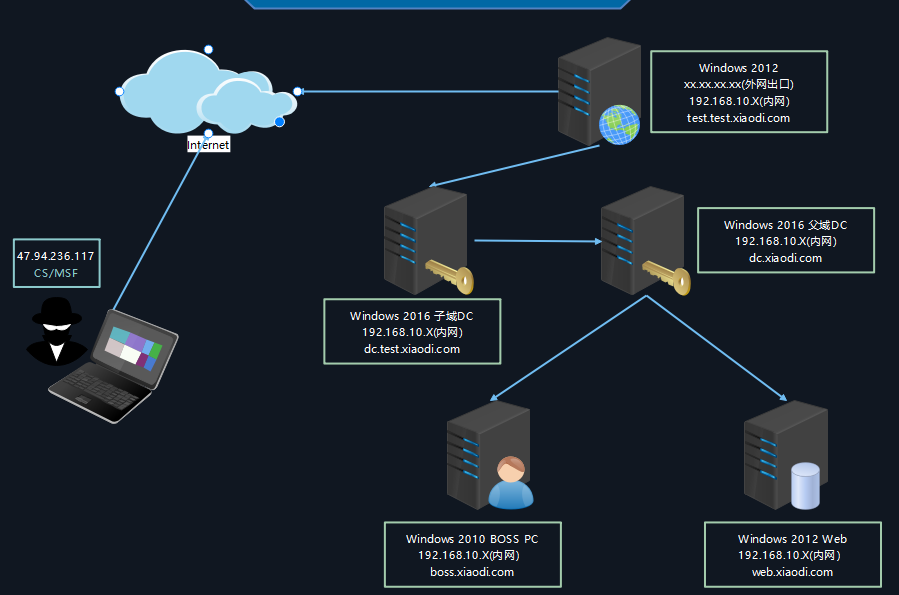 Windows 2012
xx.xx.xx.xx(外网出口)
192.168.10.X(内网)
test.test.xiaodi.com
Internet
Windows 2016 父域DC
192.168.10.X(内网)
dc.xiaodi.com
47.94.236.117
CS/MSF
Windows 2016 子域DC
192.168.10.X(内网)
dc.test.xiaodi.com
Windows 2010 BOSS PC
192.168.10.X(内网)
boss.xiaodi.com
Windows 2012 Web
192.168.10.X(内网)
web.xiaodi.com